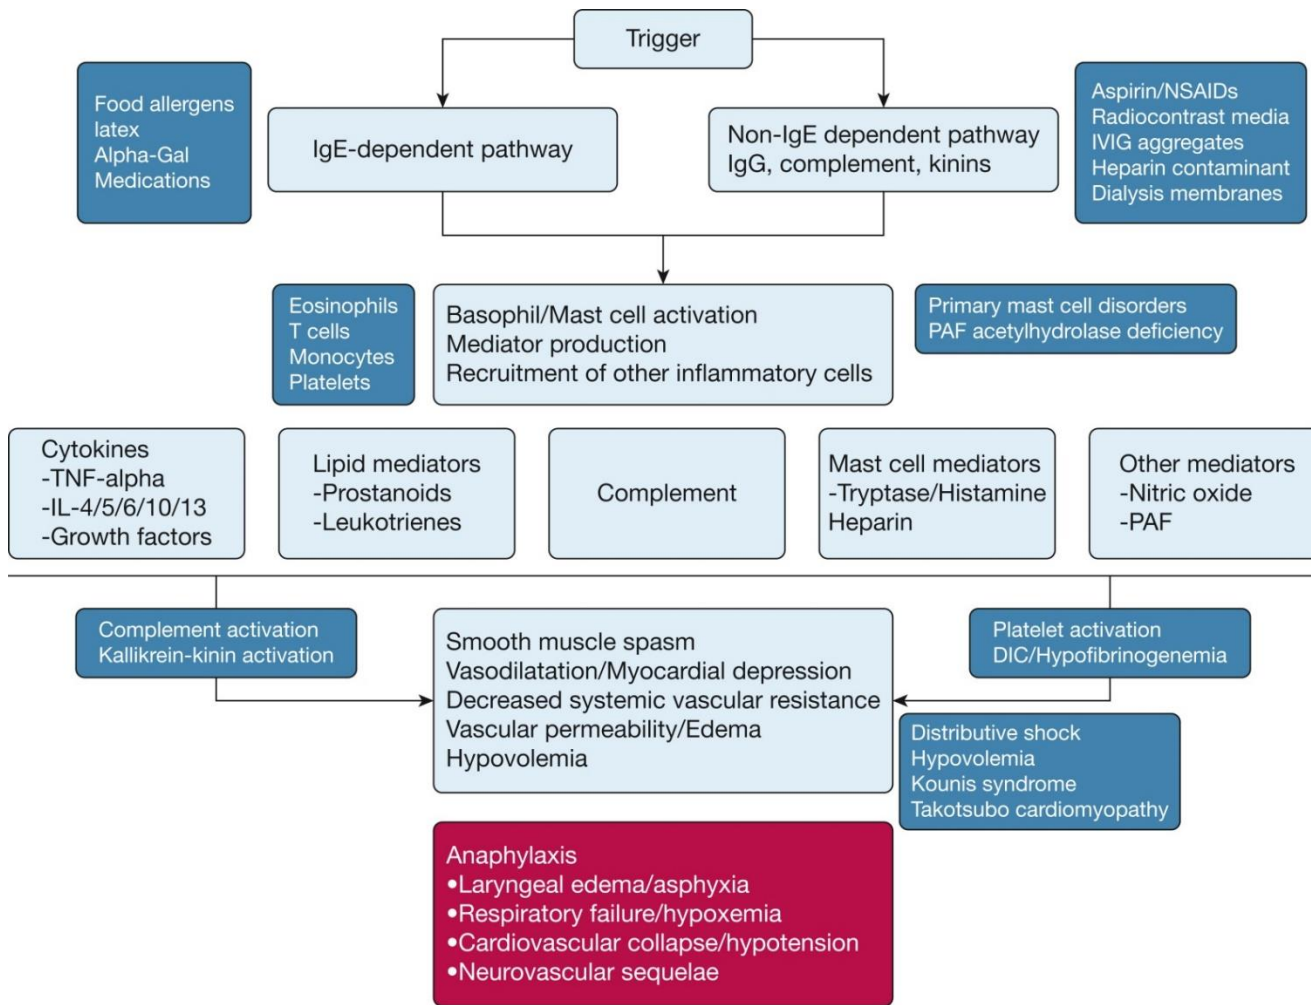 Trigger
Food allergens
latex
Alpha-Gal
Medications
IgE-dependent pathway
Non-IgE dependent pathway
IgG, complement, kinins
Aspirin/NSAIDs
Radiocontrast media
IVIG aggregates
Heparin contaminant
Dialysis membranes
Eosinophils
T cells
Monocytes
Platelets
Basophil/Mast cell activation
Mediator production
Recruitment of other inflammatory cells
Primary mast cell disorders
PAF acetylhydrolase deficiency
Cytokines
-TNF-alpha
-IL-4/5/6/10/13
-Growth factors
Lipid mediators
-Prostanoids
-Leukotrienes
Complement
Mast cell mediators
-Tryptase/Histamine
Heparin
Other mediators
-Nitric oxide
-PAF
Complement activation
Kallikrein-kinin activation
Smooth muscle spasm
Vasodilatation/Myocardial depression
Decreased systemic vascular resistance
Vascular permeability/Edema
Hypovolemia
Platelet activation
DIC/Hypofibrinogenemia
Distributive shock
Hypovolemia
Kounis syndrome
Takotsubo cardiomyopathy
Anaphylaxis
•Laryngeal edema/asphyxia
•Respiratory failure/hypoxemia
•Cardiovascular collapse/hypotension
•Neurovascular sequelae